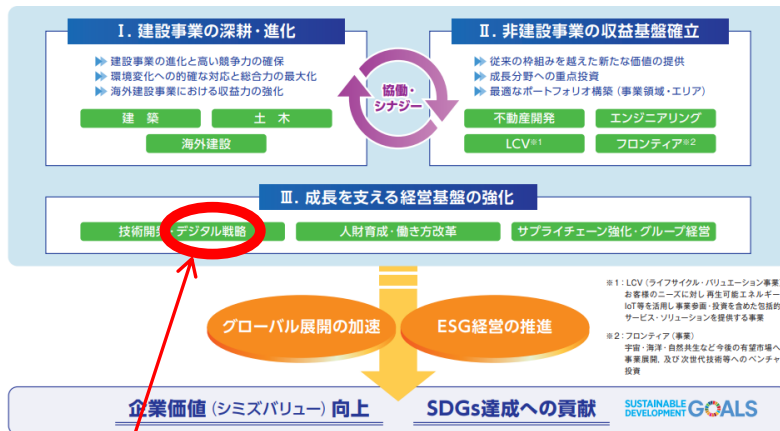 Ⅰ. 建設事業の深耕・進化
建設事業の進化と高い競争力の確保
環境変化への的確な対応と総合力の最大化
海外建設事業における収益力の強化
建 築
土 木
海外建設
協働・
シナジー
Ⅱ. 非建設事業の収益基盤確立
従来の枠組みを越えた新たな価値の提供
成長分野への重点投資
最適なポートフォリオ構築（事業領域・エリア）
不動産開発
エンジニアリング
LCV※1
フロンティア※2
Ⅲ. 成長を支える経営基盤の強化
技術開発・デジタル戦略
人財育成・働き方改革
サプライチェーン強化・グループ経営
グローバル展開の加速
ESG経営の推進
※1：LCV（ライフサイクル・バリュエーション事業
お客様のニーズに対し再生可能エネルギー
IoT等を活用し事業参画・投資を含めた包括的
サービス・ソリューションを提供する事業
※2：フロンティア（事業）
宇宙・海洋・自然共生など今後の有望市場へ
事業展開，及び次世代技術等へのベンチャ
投資
企業価値（シミズバリュー）向上
SDGs達成への貢献
SUSTAINABLE
DEVELOPMENT GOALS